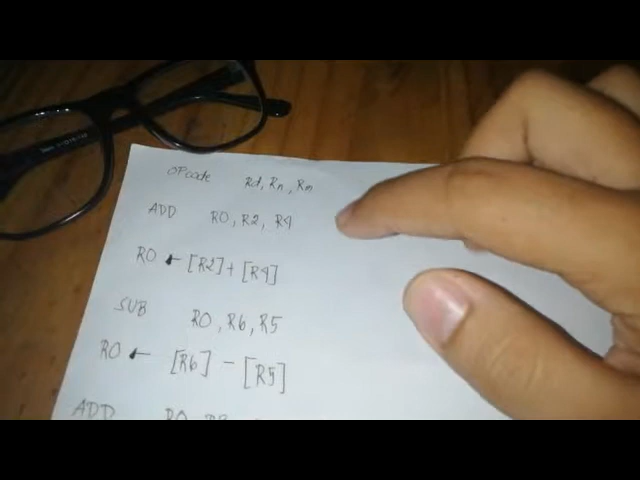 OPcode Rd, Rn, Rm
ADD R0, R2, R4
R0 ← [R2] + [R4]
SUB R0, R6, R5
R0 ← [R6] - [R5]
ADD R0,